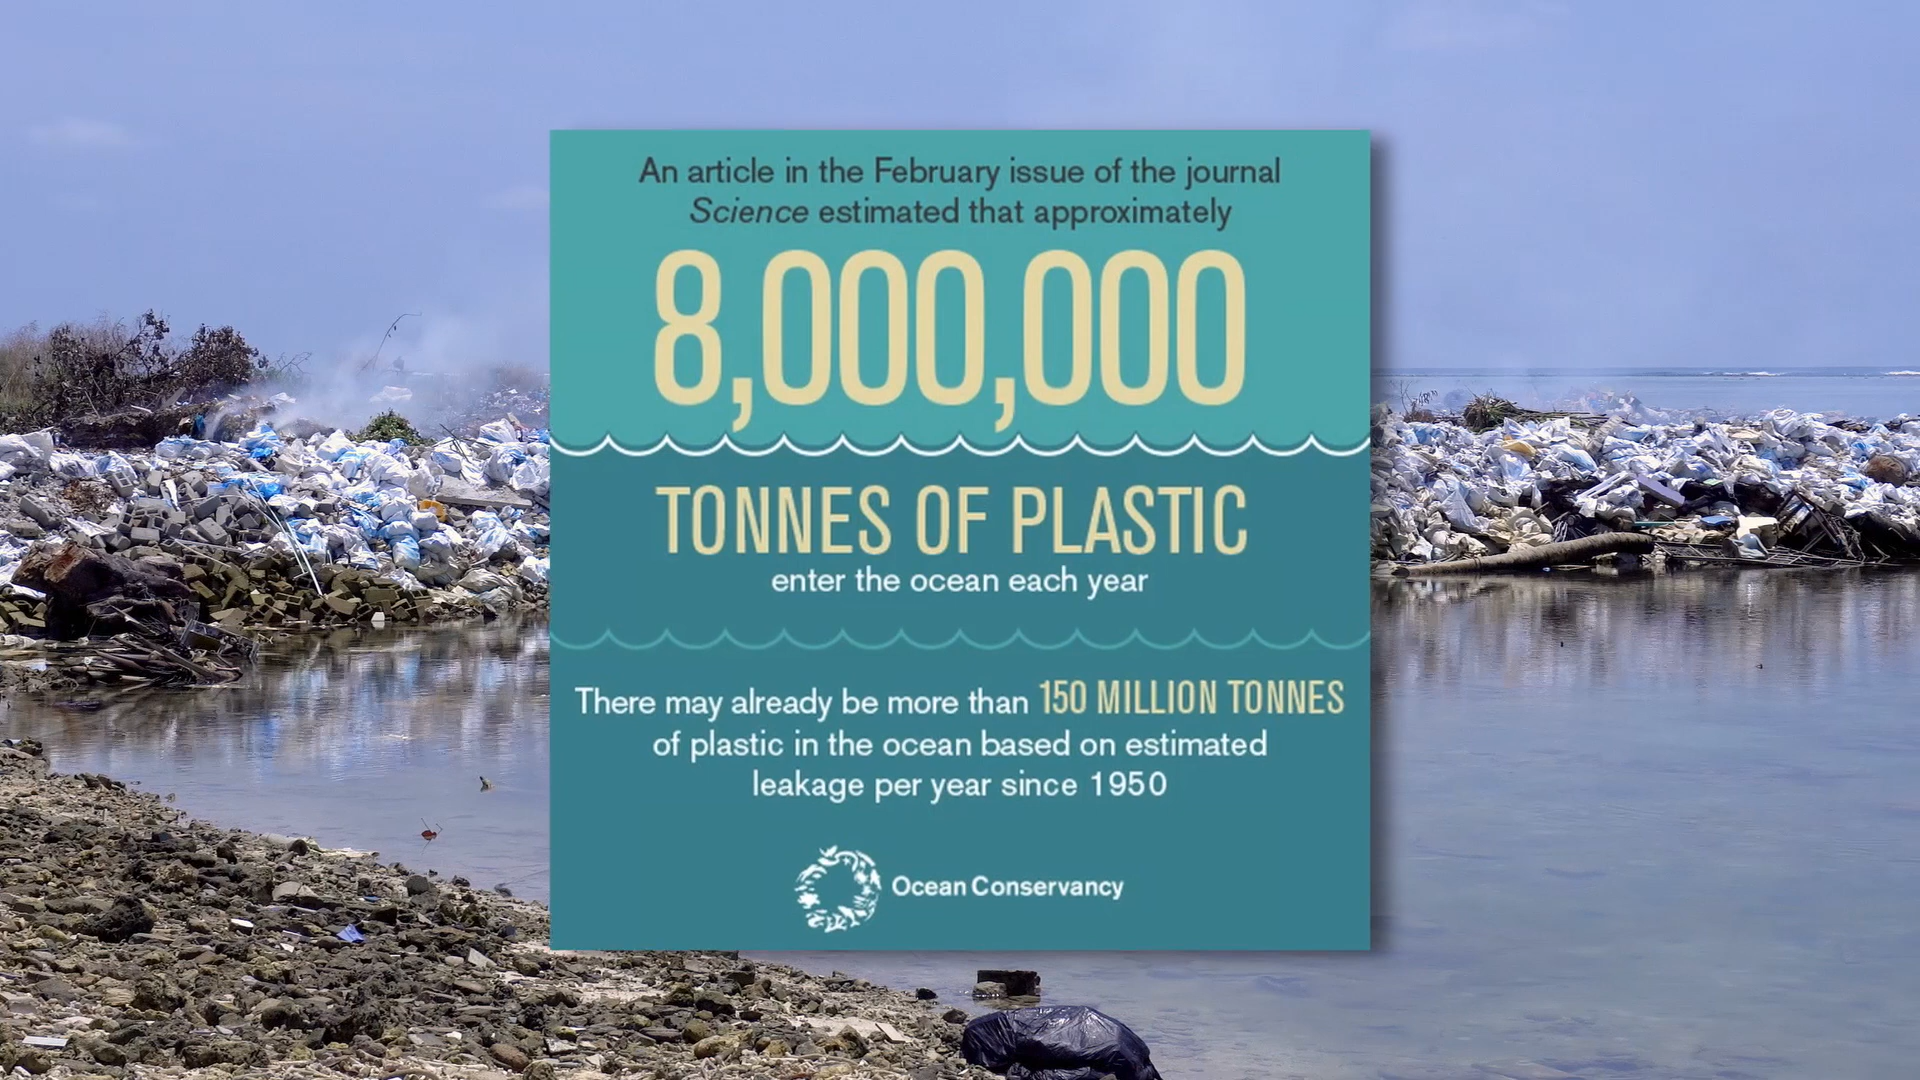 An article in the February issue of the journal
Science estimated that approximately
8,000,000
TONNES OF PLASTIC
enter the ocean each year
There may already be more than 150 MILLION TONNES
of plastic in the ocean based on estimated
leakage per year since 1950
Ocean Conservancy